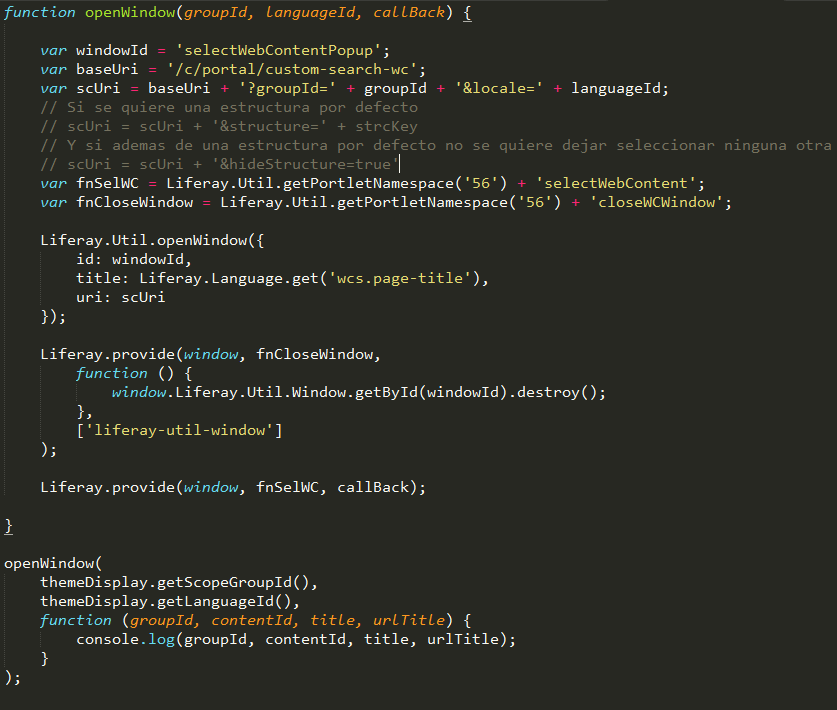 function openWindow(groupId, languageId, callBack) {
var windowId = 'selectWebContentPopup';
var baseUri = '/c/portal/custom-search-wc';
var scUri = baseUri + '?groupId=' + groupId + '&locale=' + languageId;
// Si se quiere una estructura por defecto
// scUri = scUri + '&structure=' + strcKey
// Y si ademas de una estructura por defecto no se quiere dejar seleccionar ninguna otra
// scUri = scUri + '&hideStructure=true'
var fnSelWC = Liferay.Util.getPortletNamespace('56') + 'selectWebContent';
var fnCloseWindow = Liferay.Util.getPortletNamespace('56') + 'closeWCWindow';
Liferay.Util.openWindow({
id: windowId,
title: Liferay.Language.get('wcs.page-title'),
uri: scUri
});
Liferay.provide(window, fnCloseWindow,
function () {
window.Liferay.Util.Window.getById(windowId).destroy();
},
['liferay-util-window']
);
Liferay.provide(window, fnSelWC, callBack);
}
openWindow(
themeDisplay.getScopeGroupId(),
themeDisplay.getLanguageId(),
function (groupId, contentId, title, urlTitle) {
console.log(groupId, contentId, title, urlTitle);
}
);